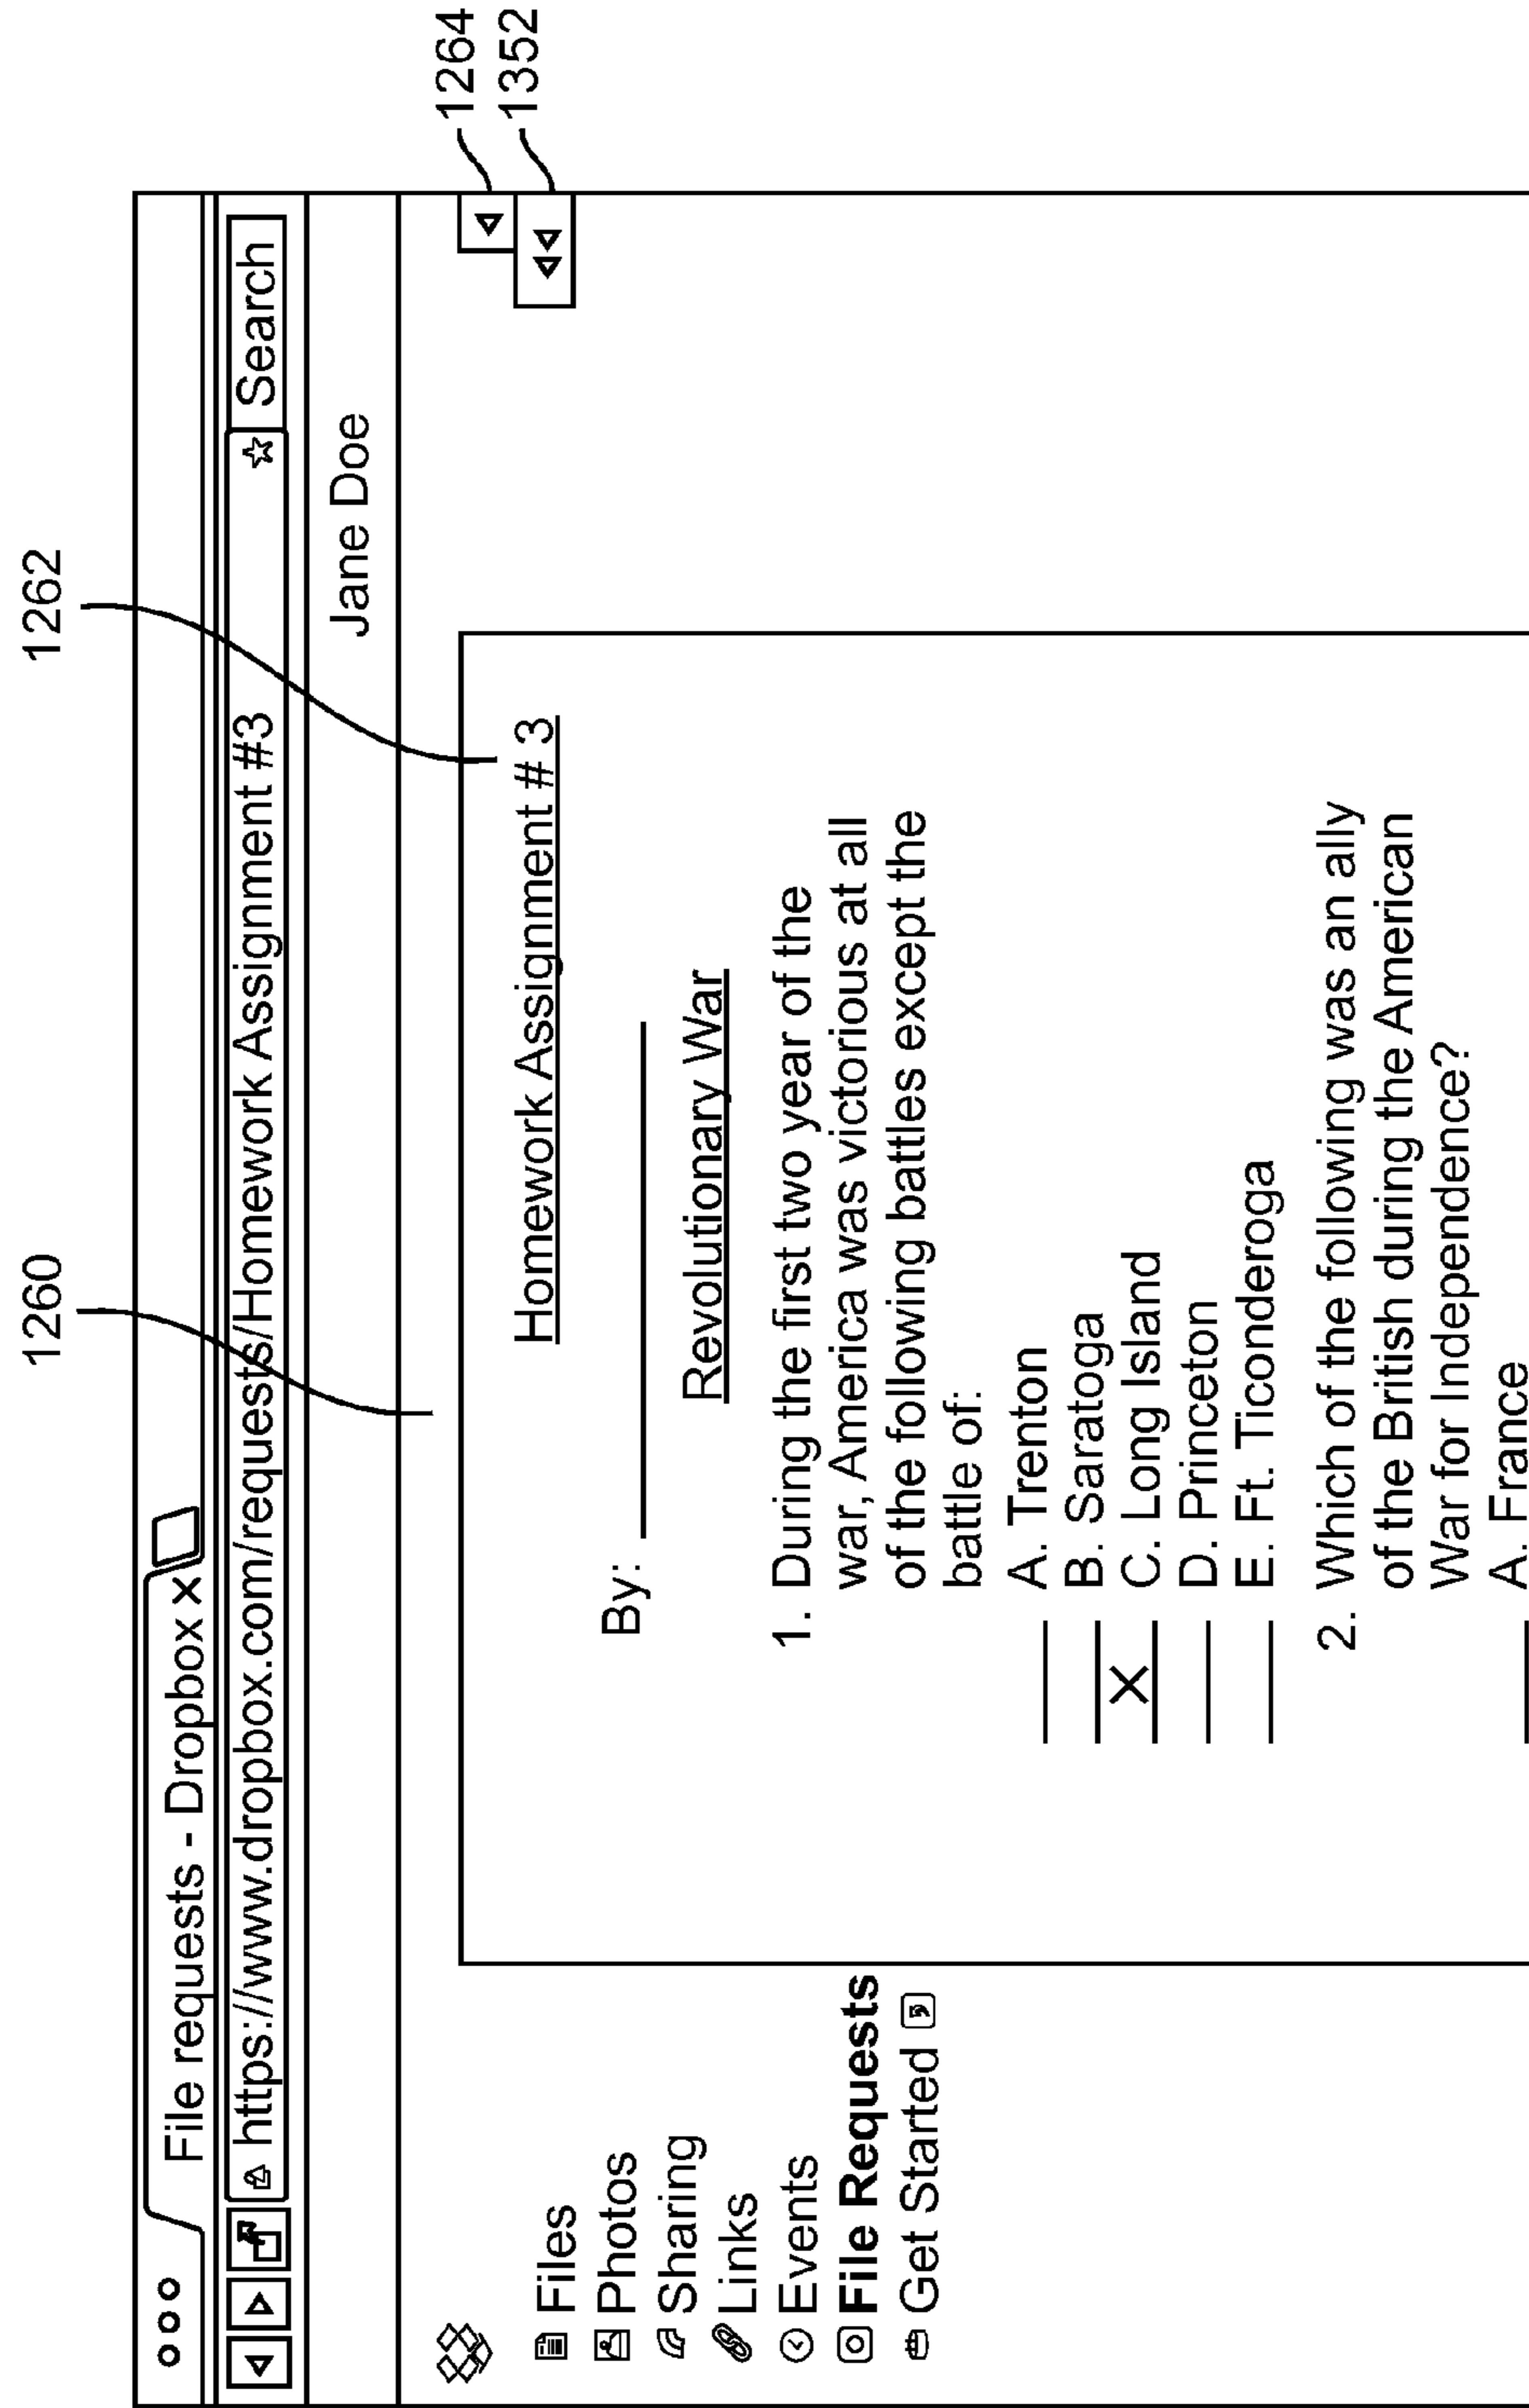 1260
1262
File requests - Dropbox X
https://www.dropbox.com/requests/Homework Assignment #3
Search
Jane Doe
1264
1352
Files
Photos
Sharing
Links
Events
File Requests
Get Started
Homework Assignment # 3
By:
Revolutionary War
1. During the first two year of the
war, America was victorious at all
of the following battles except the
battle of:
A. Trenton
B. Saratoga
X C. Long Island
D. Princeton
E. Ft. Ticonderoga
2. Which of the following was an ally
of the British during the American
War for Independence?
A. France